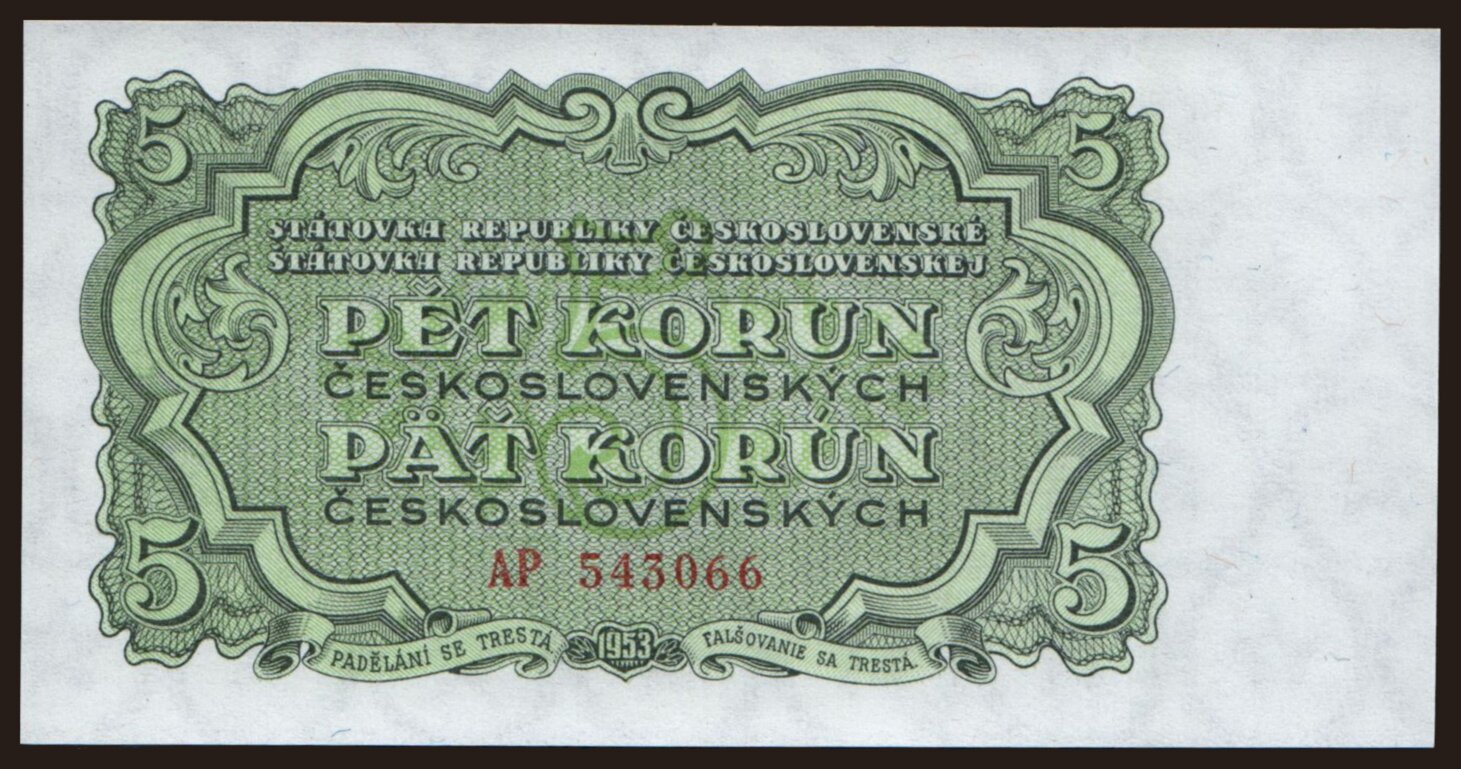 5 5
STÁTOVKA REPUBLIKY ČESKOSLOVENSKÉ
ŠTÁTOVKA REPUBLIKY ČESKOSLOVENSKEJ
PĚT KORUN
ČESKOSLOVENSKÝCH
PÄŤ KORÚN
ČESKOSLOVENSKÝCH
AP 543066
5 5
PADĚLÁNÍ SE TRESTÁ. 1953 FALŠOVANIE SA TRESTÁ.